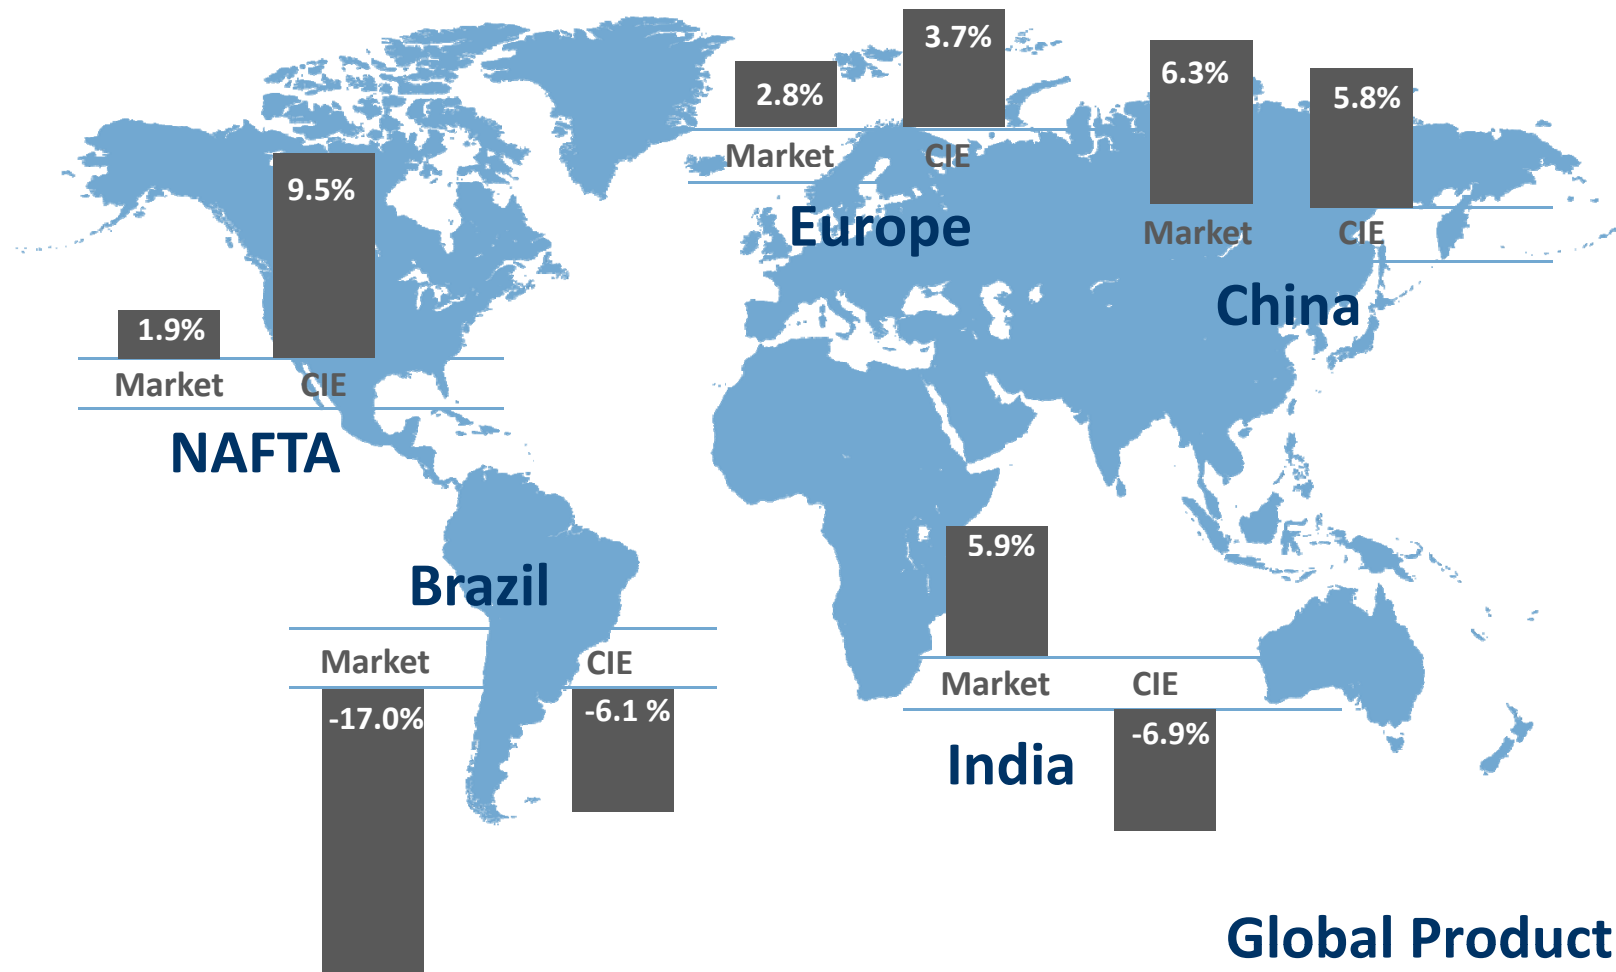 3.7%
2.8%
Market CIE
Europe
6.3%
5.8%
Market CIE
China
9.5%
1.9%
Market CIE
NAFTA
Brazil
Market CIE
-17.0%
-6.1 %
5.9%
Market CIE
-6.9%
India
Global Product